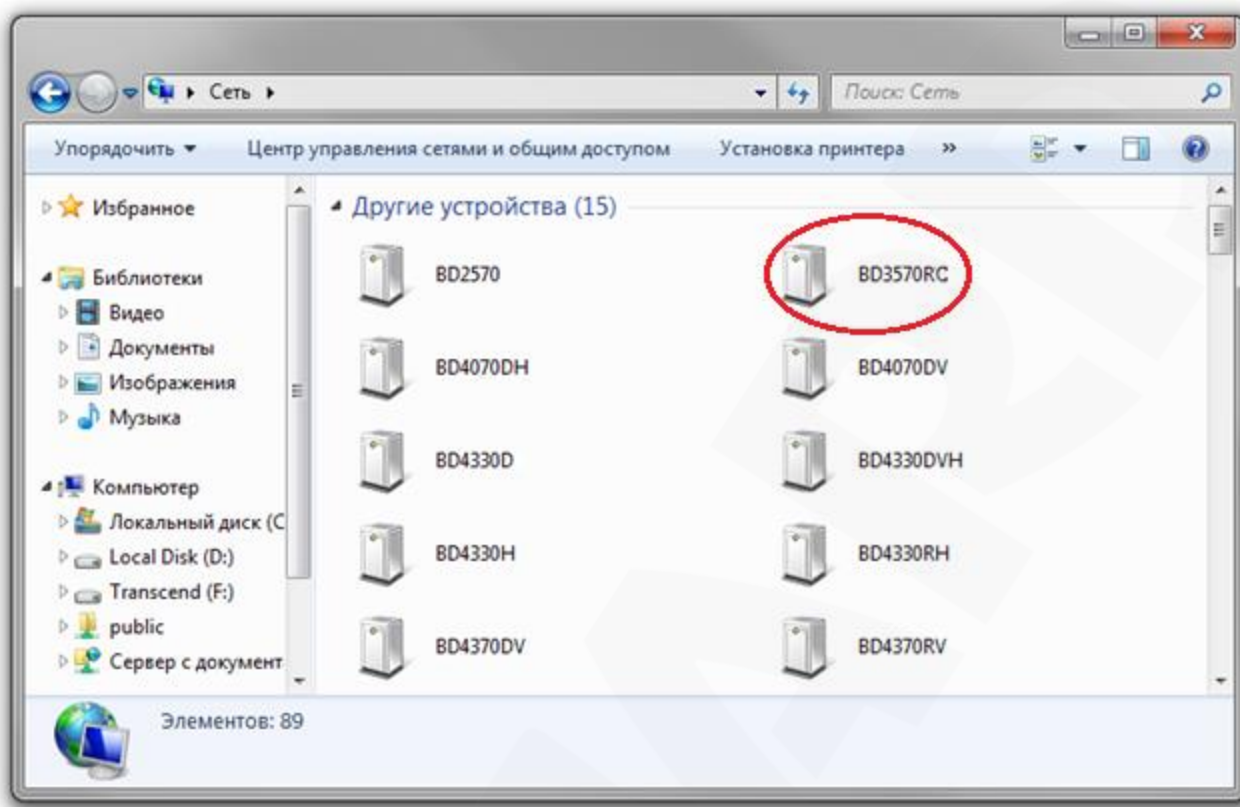 Сеть
Поиск: Сеть
Упорядочить Центр управления сетями и общим доступом Установка принтера »
Избранное
Библиотеки
Видео
Документы
Изображения
Музыка
Компьютер
Локальный диск (C
Local Disk (D:)
Transcend (F:)
public
Сервер с документ
Другие устройства (15)
BD2570 BD3570RC
BD4070DH BD4070DV
BD4330D BD4330DVH
BD4330H BD4330RH
BD4370DV BD4370RV
Элементов: 89